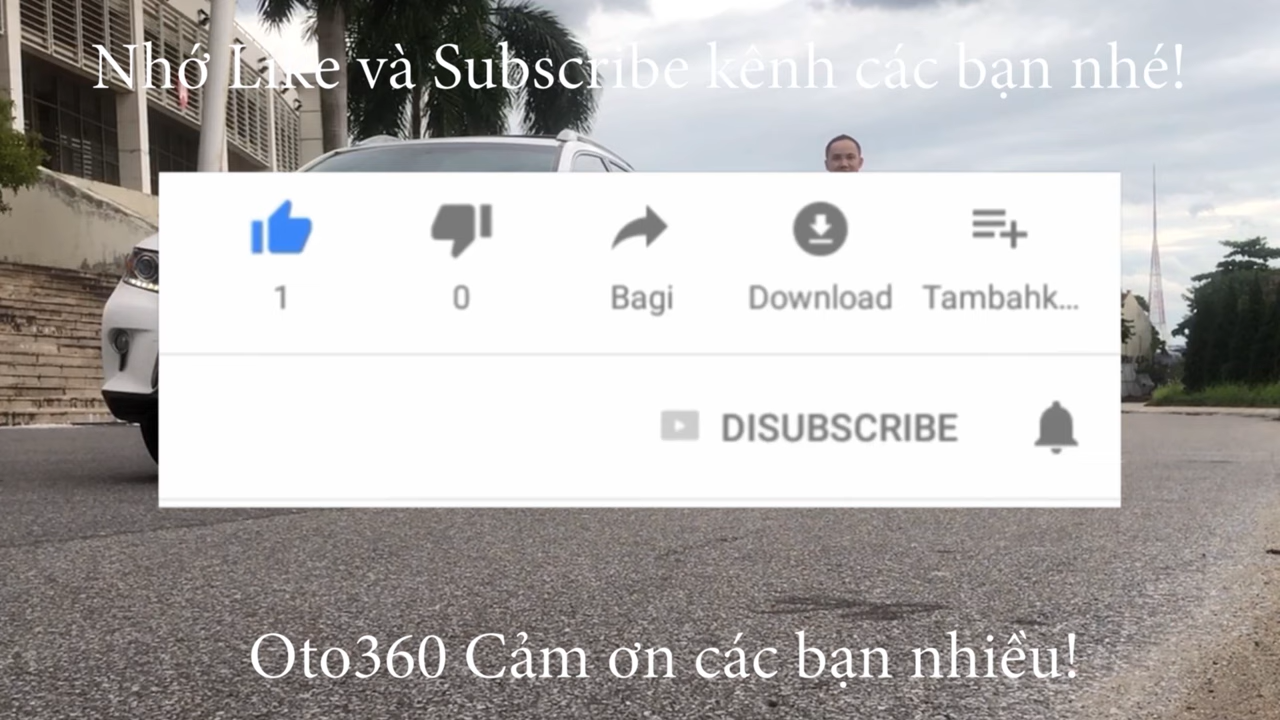 Nhớ Like và Subscribe kênh các bạn nhé!
1 0 Bagi Download Tambahk...
DISUBSCRIBE
Oto360 Cảm ơn các bạn nhiều!